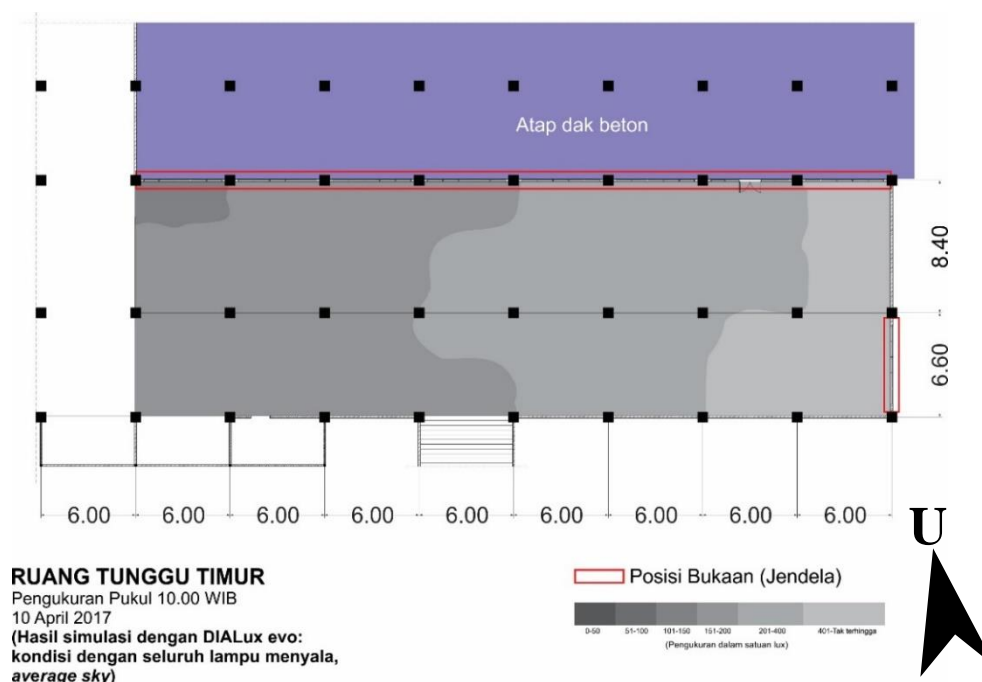 Atap dak beton
8.40
6.60
6.00 6.00 6.00 6.00 6.00 6.00 6.00 6.00 6.00
U
RUANG TUNGGU TIMUR
Pengukuran Pukul 10.00 WIB
10 April 2017
(Hasil simulasi dengan DIALux evo:
kondisi dengan seluruh lampu menyala,
average sky)
Posisi Bukaan (Jendela)
0-50 51-100 101-150 151-200 201-400 401-Tak terhingga
(Pengukuran dalam satuan lux)